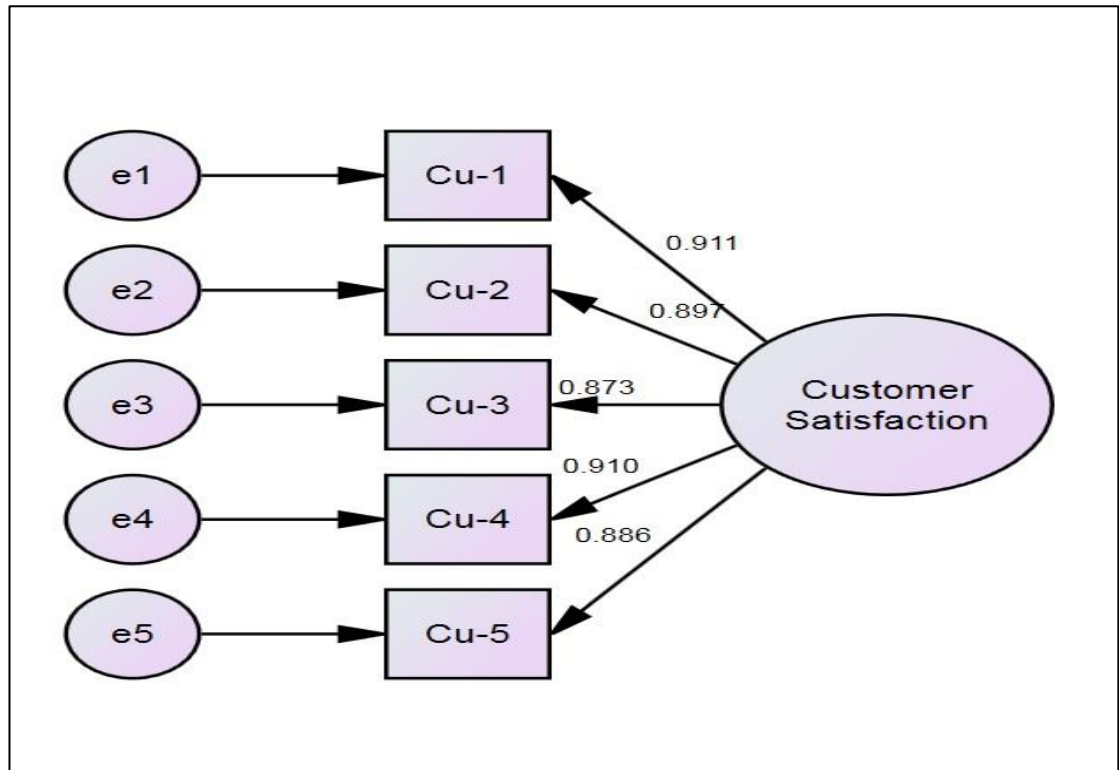 e1
Cu-1
0.911
e2
Cu-2
0.897
e3
Cu-3
0.873
Customer
Satisfaction
e4
Cu-4
0.910
e5
Cu-5
0.886